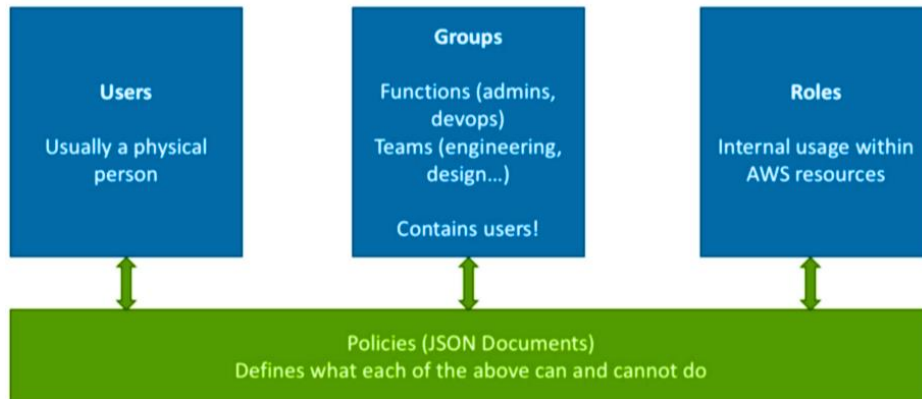 Users
Usually a physical
person
Groups
Functions (admins,
devops)
Teams (engineering,
design...)
Contains users!
Roles
Internal usage within
AWS resources
Policies (JSON Documents)
Defines what each of the above can and cannot do